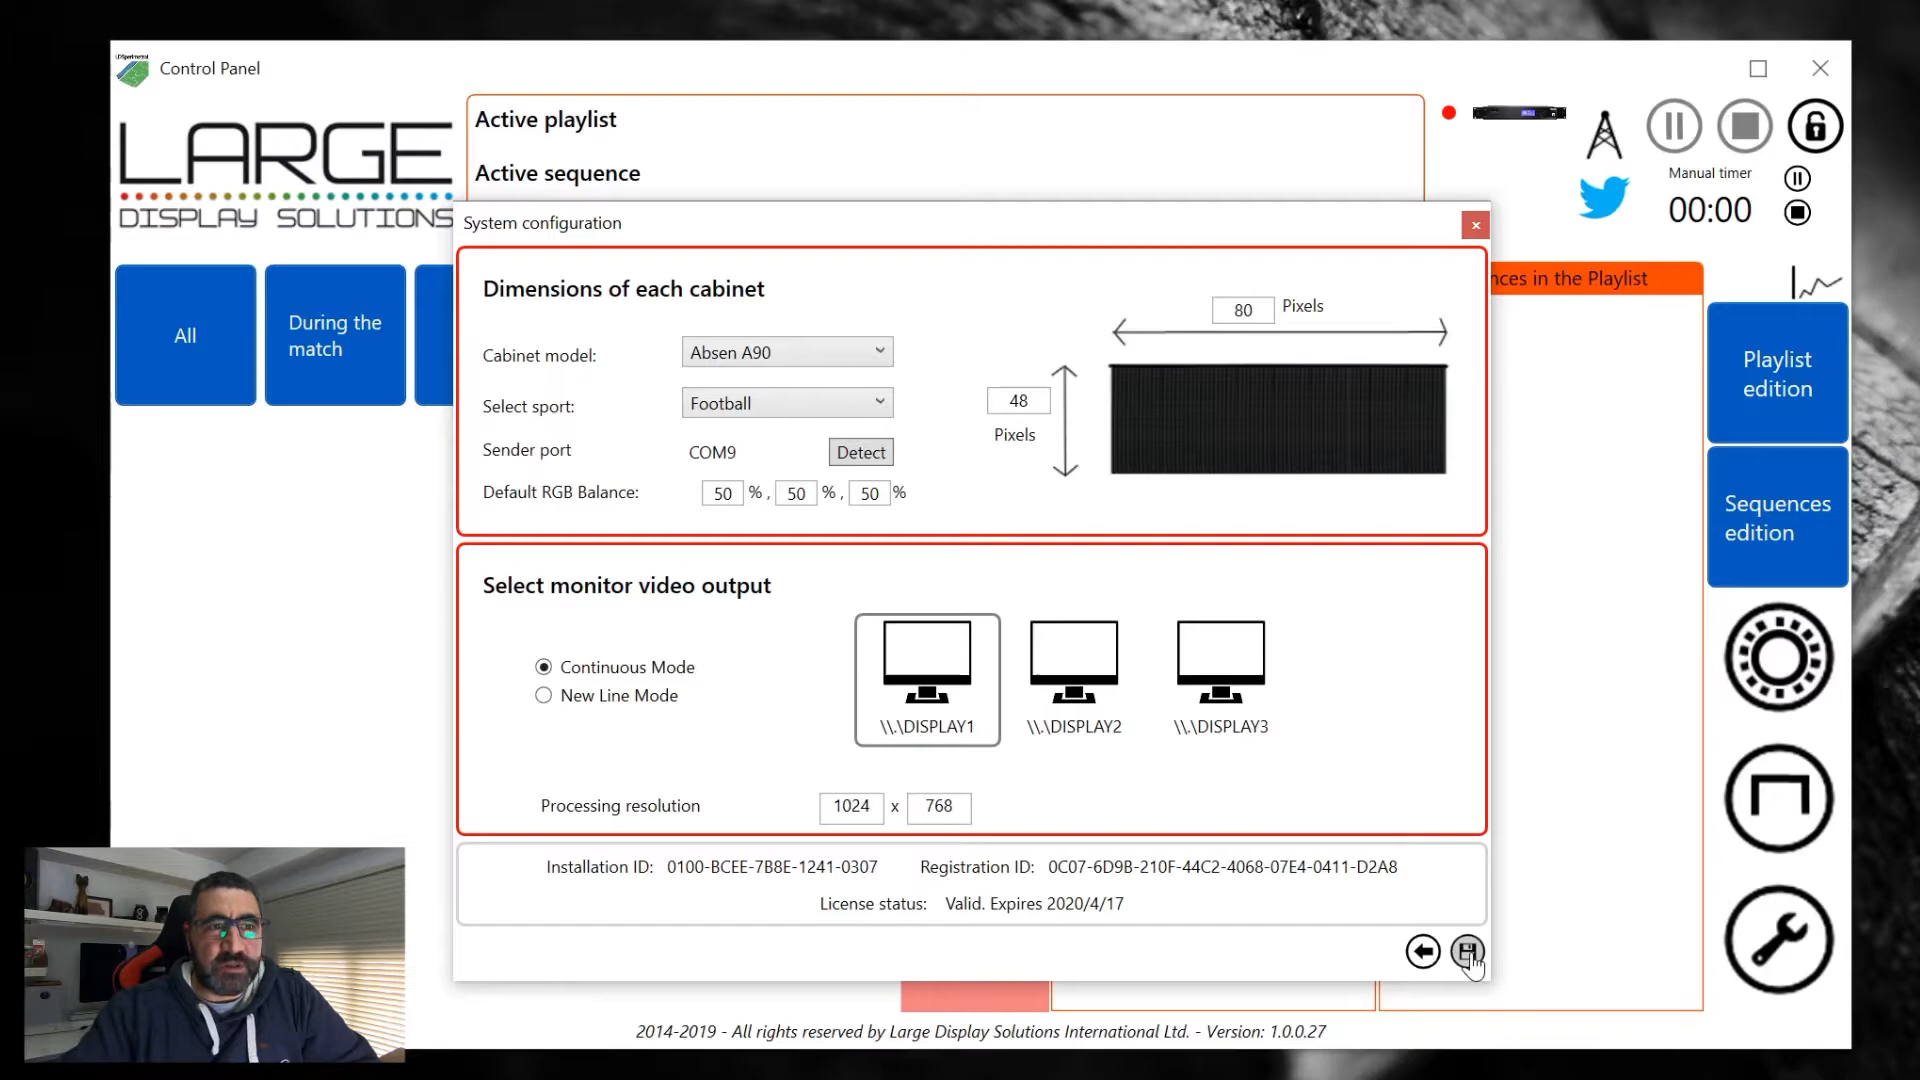 Control Panel
LARGE
DISPLAY SOLUTIONS
Active playlist
Active sequence
Manual timer
00:00
All
During the
match
nces in the Playlist
Playlist
edition
Sequences
edition
System configuration
x
Dimensions of each cabinet
Cabinet model:
Absen A90
Select sport:
Football
Sender port
COM9
Detect
Default RGB Balance:
50 % , 50 % , 50 %
80 Pixels
48
Pixels
Select monitor video output
Continuous Mode
New Line Mode
\\.\DISPLAY1
\\.\DISPLAY2
\\.\DISPLAY3
Processing resolution
1024 x 768
Installation ID: 0100-BCEE-7B8E-1241-0307 Registration ID: 0C07-6D9B-210F-44C2-4068-07E4-0411-D2A8
License status: Valid. Expires 2020/4/17
2014-2019 - All rights reserved by Large Display Solutions International Ltd. - Version: 1.0.0.27